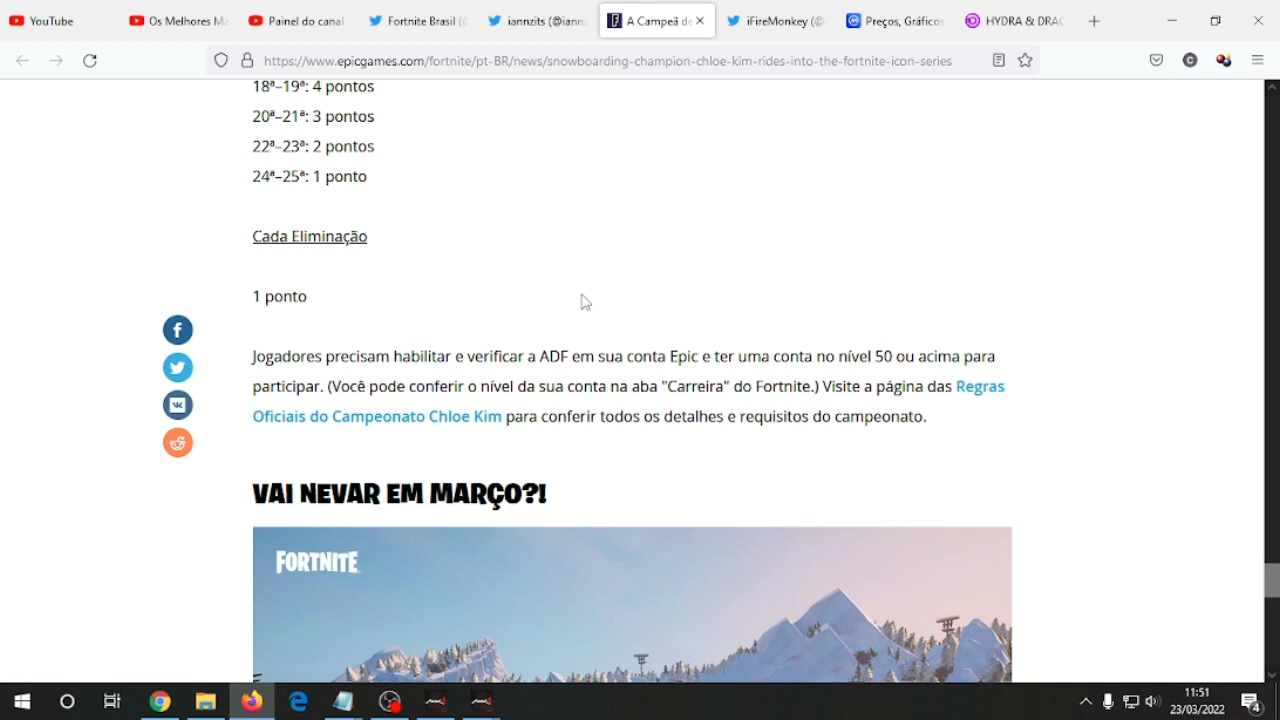 YouTube
Os Melhores Ma
Painel do canal
Fortnite Brasil (@
iannzits (@iannz
A Campeã de
iFireMonkey (@
Preços, Gráficos
HYDRA & DRAC
https://www.epicgames.com/fortnite/pt-BR/news/snowboarding-champion-chloe-kim-rides-into-the-fortnite-icon-series
18ª–19ª: 4 pontos
20ª–21ª: 3 pontos
22ª–23ª: 2 pontos
24ª–25ª: 1 ponto
Cada Eliminação
1 ponto
Jogadores precisam habilitar e verificar a ADF em sua conta Epic e ter uma conta no nível 50 ou acima para
participar. (Você pode conferir o nível da sua conta na aba "Carreira" do Fortnite.) Visite a página das Regras
Oficiais do Campeonato Chloe Kim para conferir todos os detalhes e requisitos do campeonato.
VAI NEVAR EM MARÇO?!
FORTNITE
11:51
23/03/2022
4